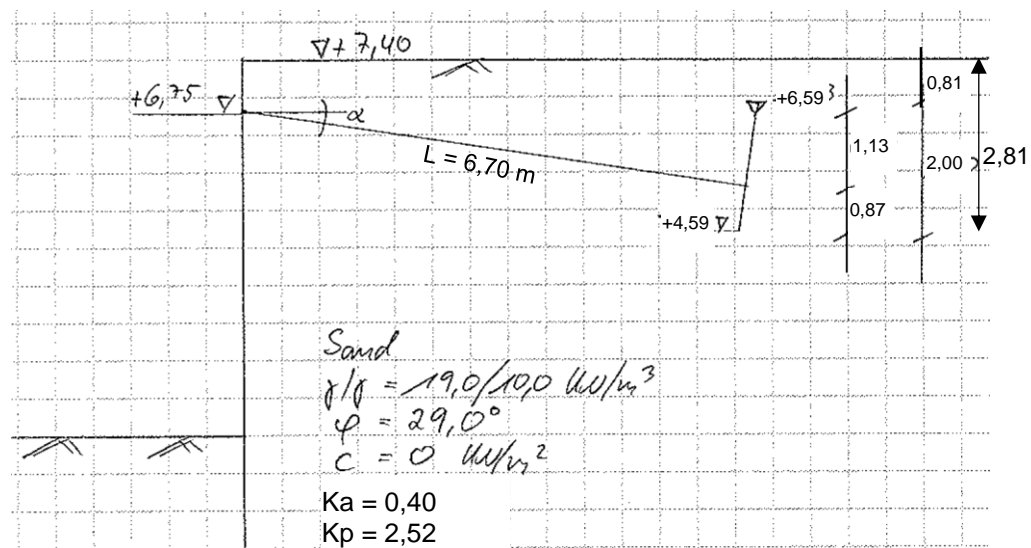 + 7,40
+6,75
α
L = 6,70 m
+6,59
+4,59
0,81
1,13
2,00
2,81
0,87
Sand
γ/γ = 19,0/10,0 kN/m³
φ = 29,0°
c = 0 kN/m²
Ka = 0,40
Kp = 2,52